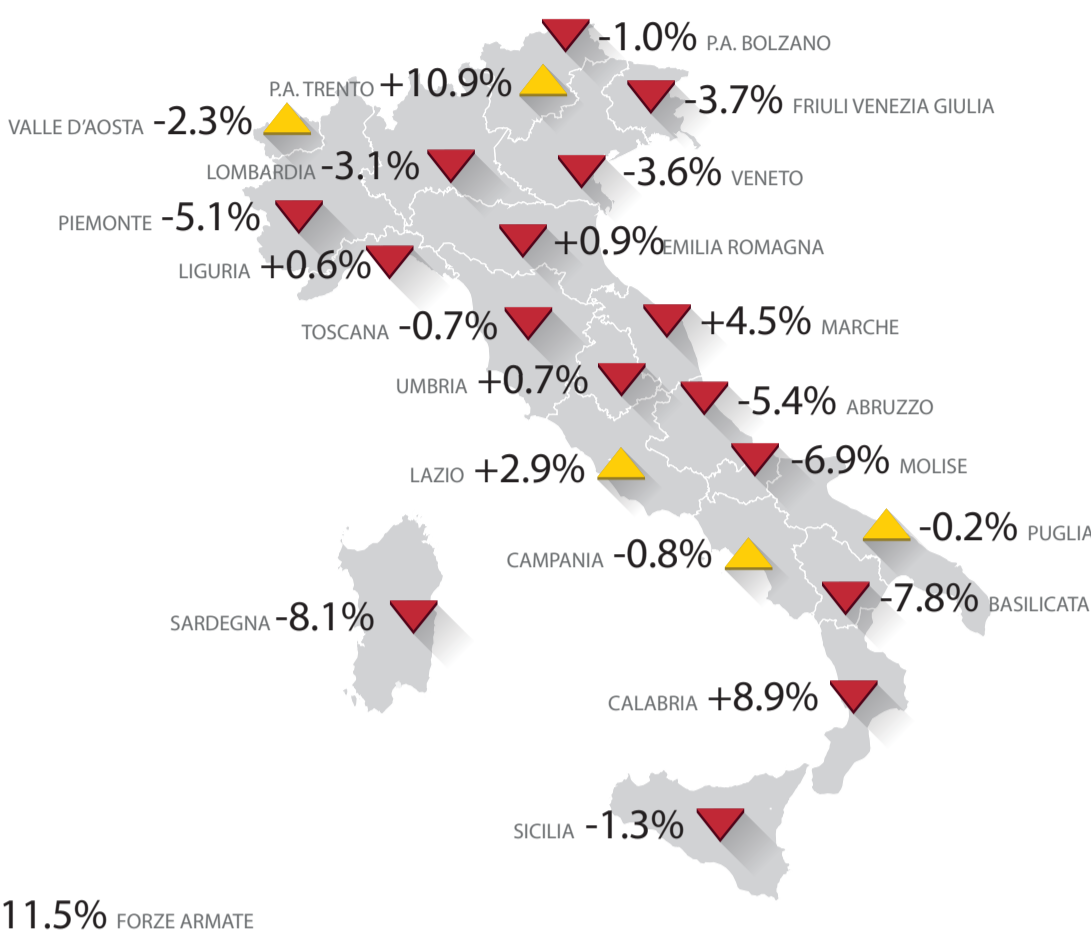 -1.0% P.A. BOLZANO
P.A. TRENTO +10.9%
-3.7% FRIULI VENEZIA GIULIA
VALLE D'AOSTA -2.3%
LOMBARDIA -3.1%
-3.6% VENETO
PIEMONTE -5.1%
+0.9% EMILIA ROMAGNA
LIGURIA +0.6%
TOSCANA -0.7%
+4.5% MARCHE
UMBRIA +0.7%
-5.4% ABRUZZO
LAZIO +2.9%
-6.9% MOLISE
-0.2% PUGLIA
CAMPANIA -0.8%
-7.8% BASILICATA
SARDEGNA -8.1%
CALABRIA +8.9%
SICILIA -1.3%
11.5% FORZE ARMATE